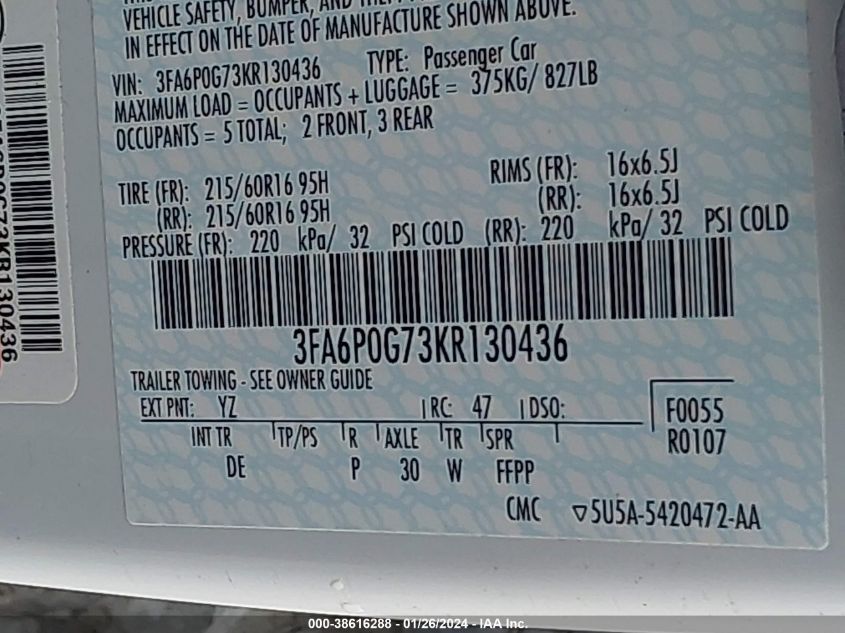 VEHICLE SAFETY, BUMPER, AND
IN EFFECT ON THE DATE OF MANUFACTURE SHOWN ABOVE.
VIN: 3FA6P0G73KR130436 TYPE: Passenger Car
MAXIMUM LOAD = OCCUPANTS + LUGGAGE = 375KG/ 827LB
OCCUPANTS = 5 TOTAL; 2 FRONT, 3 REAR
TIRE (FR): 215/60R16 95H RIMS (FR): 16x6.5J
(RR): 215/60R16 95H (RR): 16x6.5J
PRESSURE (FR): 220 kPa/ 32 PSI COLD (RR): 220 kPa/ 32 PSI COLD
3FA6P0G73KR130436
TRAILER TOWING - SEE OWNER GUIDE
EXT PNT: YZ RC: 47 DSO: F0055
INT TR TP/PS R AXLE TR SPR R0107
DE P 30 W FFPP
CMC ▽5U5A-5420472-AA
000-38616288 - 01/26/2024 - IAA Inc.